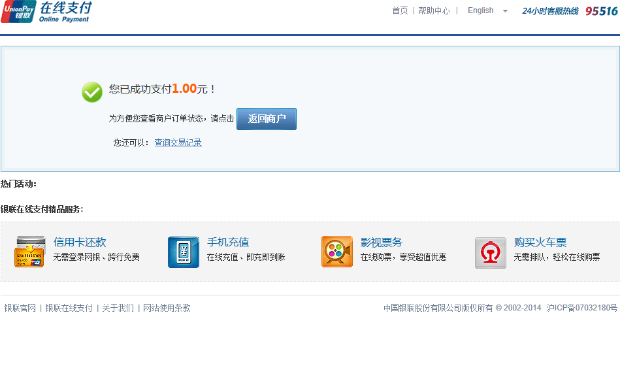 UnionPay 银联 在线支付 Online Payment
首页 | 帮助中心 | English 24小时客服热线 95516
您已成功支付1.00元！
为方便您查看商户订单状态，请点击 返回商户
您还可以： 查询交易记录
热门活动：
银联在线支付精品服务：
信用卡还款 手机充值 影视票务 购买火车票
无需登录网银、跨行免费 在线充值、即充即到账 在线购票，享受超值优惠 无需排队，轻松在线购票
银联官网 | 银联在线支付 | 关于我们 | 网站使用条款 中国银联股份有限公司版权所有 © 2002-2014 沪ICP备07032180号